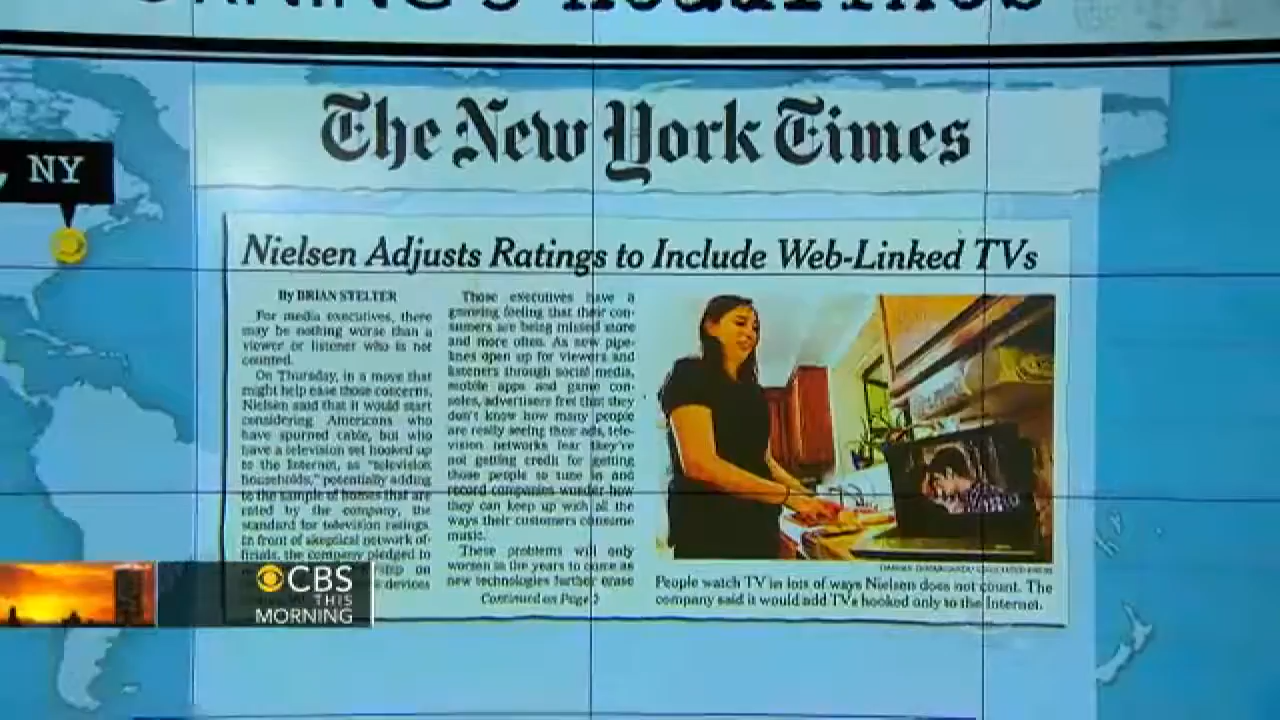 The New York Times
NY
Nielsen Adjusts Ratings to Include Web-Linked TVs
By BRIAN STELTER
For media executives, there
may be nothing worse than a
viewer or listener who is not
counted.
On Thursday, in a move that
might help ease those concerns,
Nielsen said that it would start
considering Americans who
have spurned cable, but who
have a television set hooked up
to the Internet, as "television
households," potentially adding
to the sample of homes that are
rated by the company, the
standard for television ratings.
In front of skeptical network of-
ficials, the company pledged to
step on
devices
Those executives have a
gnawing feeling that their con-
sumers are being missed more
and more often. As new pipe-
lines open up for viewers and
listeners through social media,
mobile apps and game con-
soles, advertisers fret that they
don't know how many people
are really seeing their ads, tele-
vision networks fear they're
not getting credit for getting
those people to tune in and
record companies wonder how
they can keep up with all the
ways their customers consume
music.
These problems will only
worsen in the years to come as
new technologies further erase
Continued on Page
People watch TV in lots of ways Nielsen does not count. The
company said it would add TVs hooked only to the Internet.
CBS
THIS
MORNING